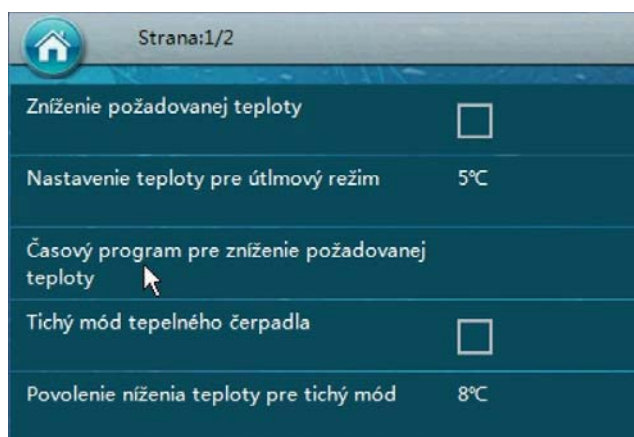 Strana:1/2
Zníženie požadovanej teploty
Nastavenie teploty pre útlmový režim 5℃
Časový program pre zníženie požadovanej
teploty
Tichý mód tepelného čerpadla
Povolenie níženia teploty pre tichý mód 8℃